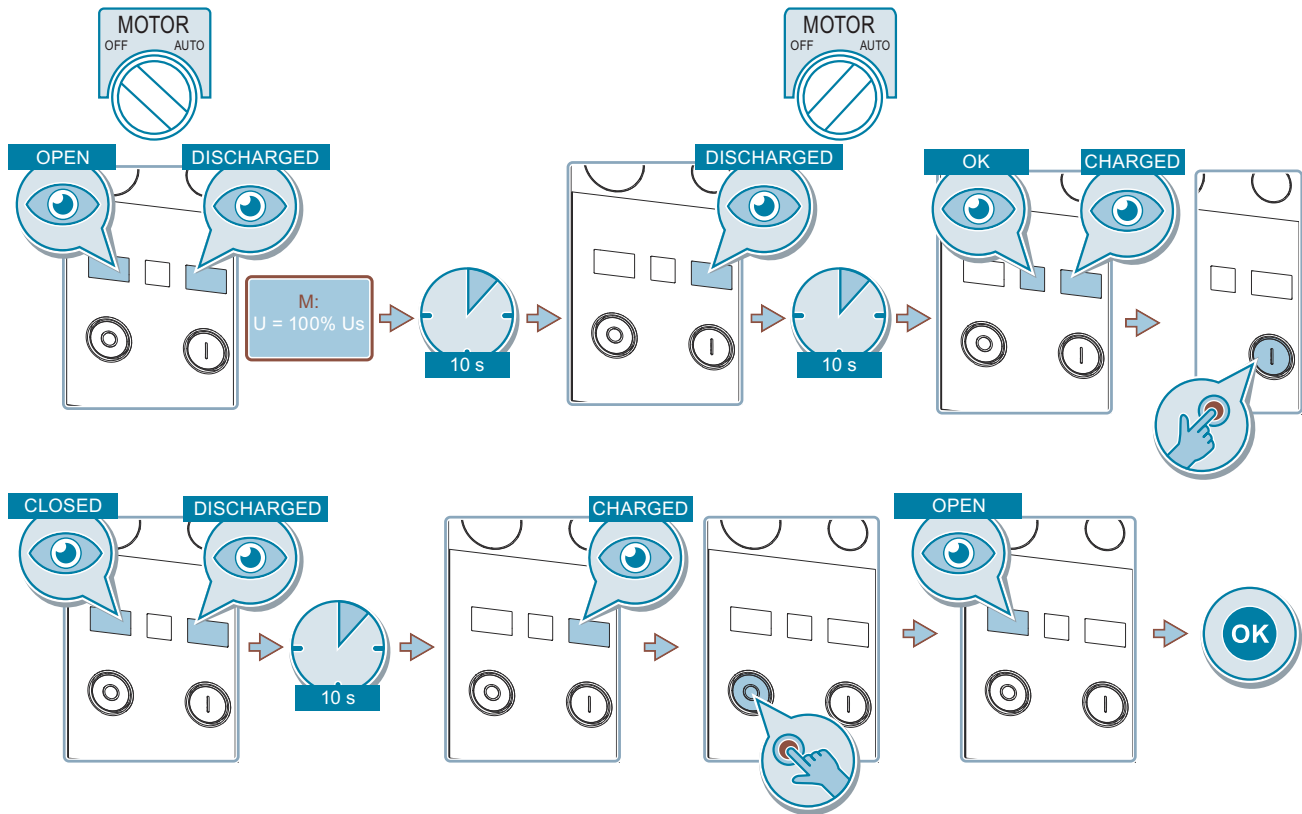 MOTOR
OFF AUTO
MOTOR
OFF AUTO
OPEN
DISCHARGED
DISCHARGED
OK
CHARGED
M:
U = 100% Us
10 s
10 s
CLOSED
DISCHARGED
CHARGED
OPEN
10 s
OK